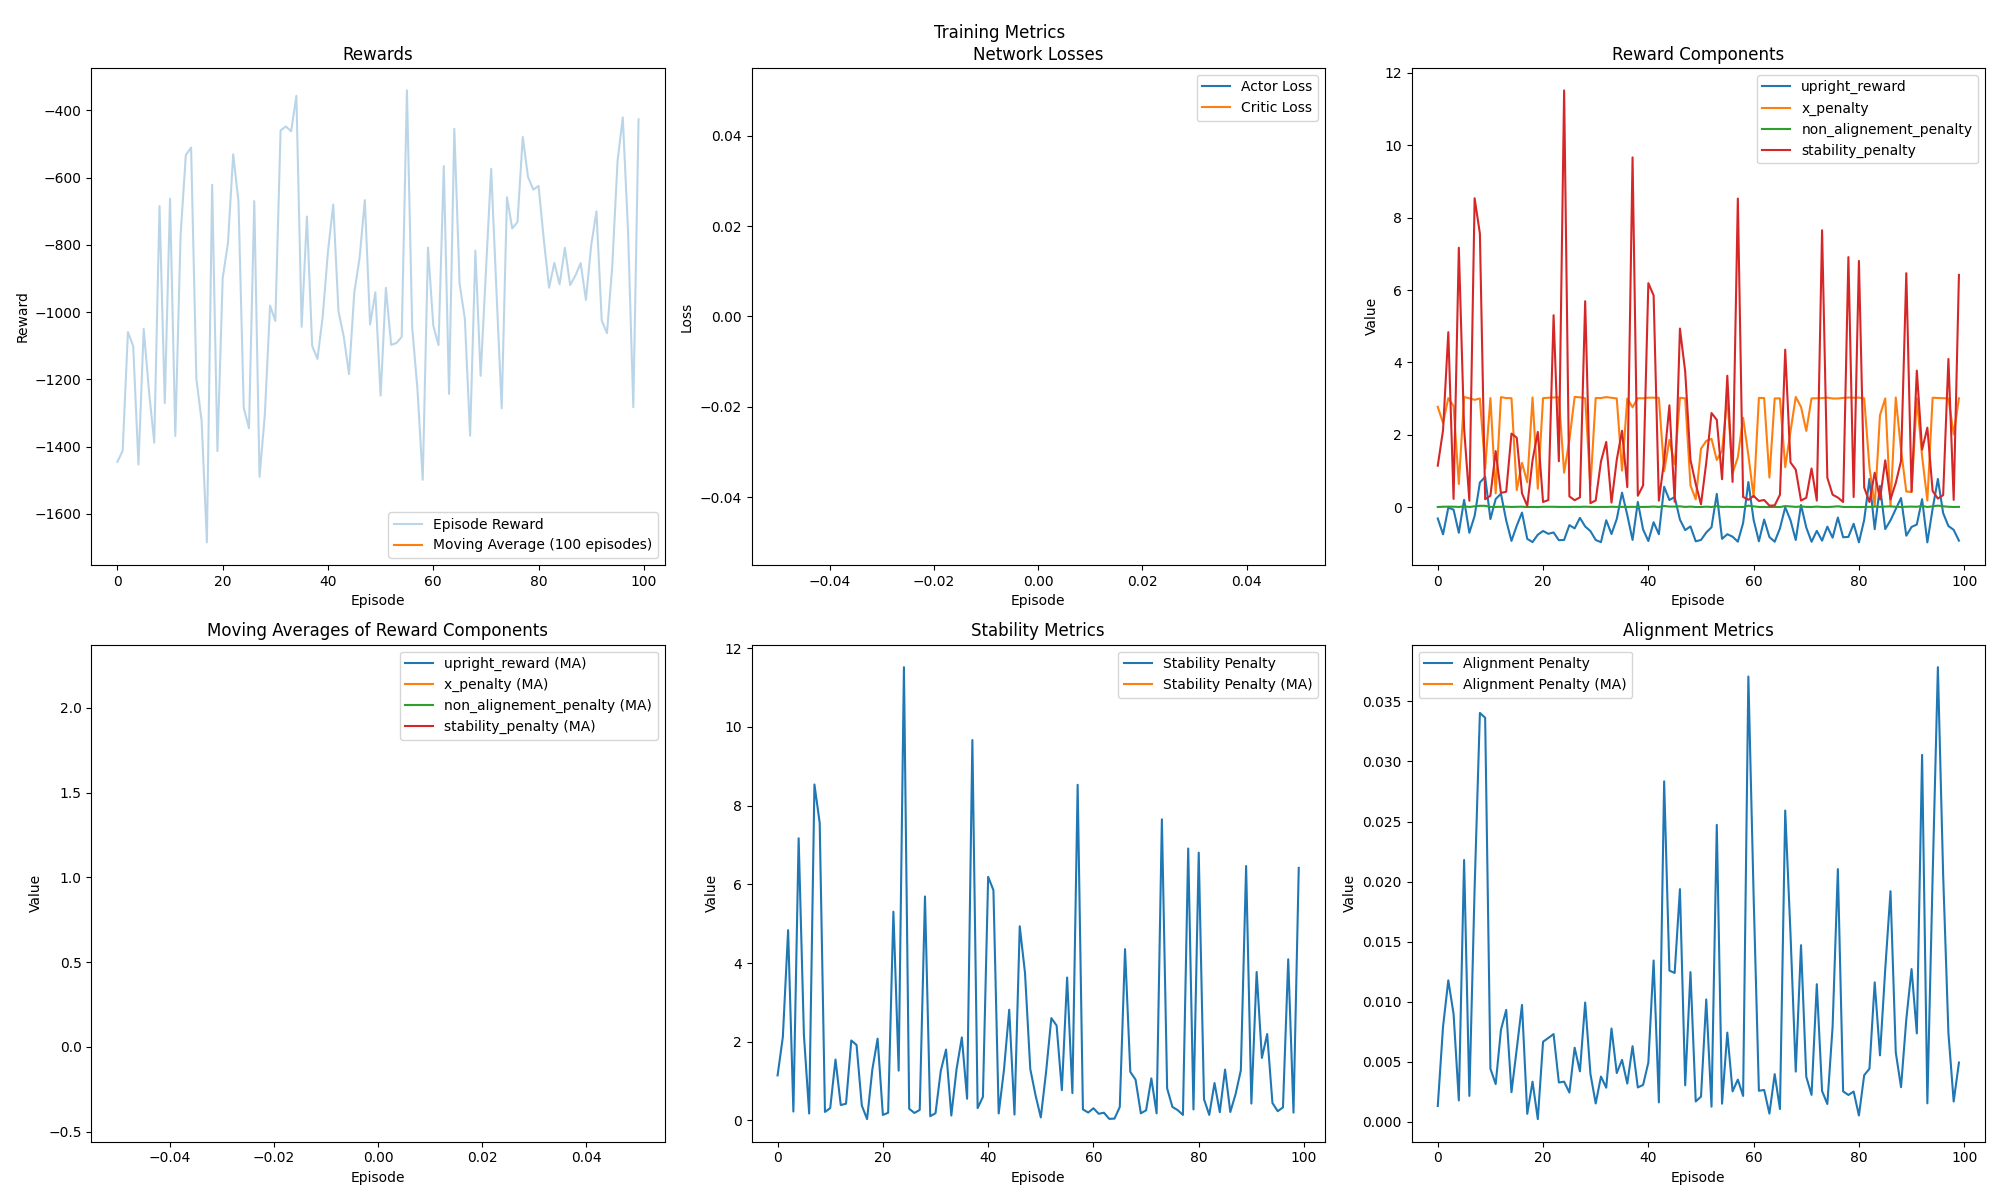 Training Metrics
Rewards
−400
−600
−800
−1000
−1200
−1400
−1600
Reward
0
20
40
60
80
100
Episode
Episode Reward
Moving Average (100 episodes)
Network Losses
0.04
0.02
0.00
−0.02
−0.04
Loss
−0.04
−0.02
0.00
0.02
0.04
Episode
Actor Loss
Critic Loss
Reward Components
12
10
8
6
4
2
0
Value
0
20
40
60
80
100
Episode
upright_reward
x_penalty
non_alignement_penalty
stability_penalty
Moving Averages of Reward Components
2.0
1.5
1.0
0.5
0.0
−0.5
Value
−0.04
−0.02
0.00
0.02
0.04
Episode
upright_reward (MA)
x_penalty (MA)
non_alignement_penalty (MA)
stability_penalty (MA)
Stability Metrics
12
10
8
6
4
2
0
Value
0
20
40
60
80
100
Episode
Stability Penalty
Stability Penalty (MA)
Alignment Metrics
0.035
0.030
0.025
0.020
0.015
0.010
0.005
0.000
Value
0
20
40
60
80
100
Episode
Alignment Penalty
Alignment Penalty (MA)